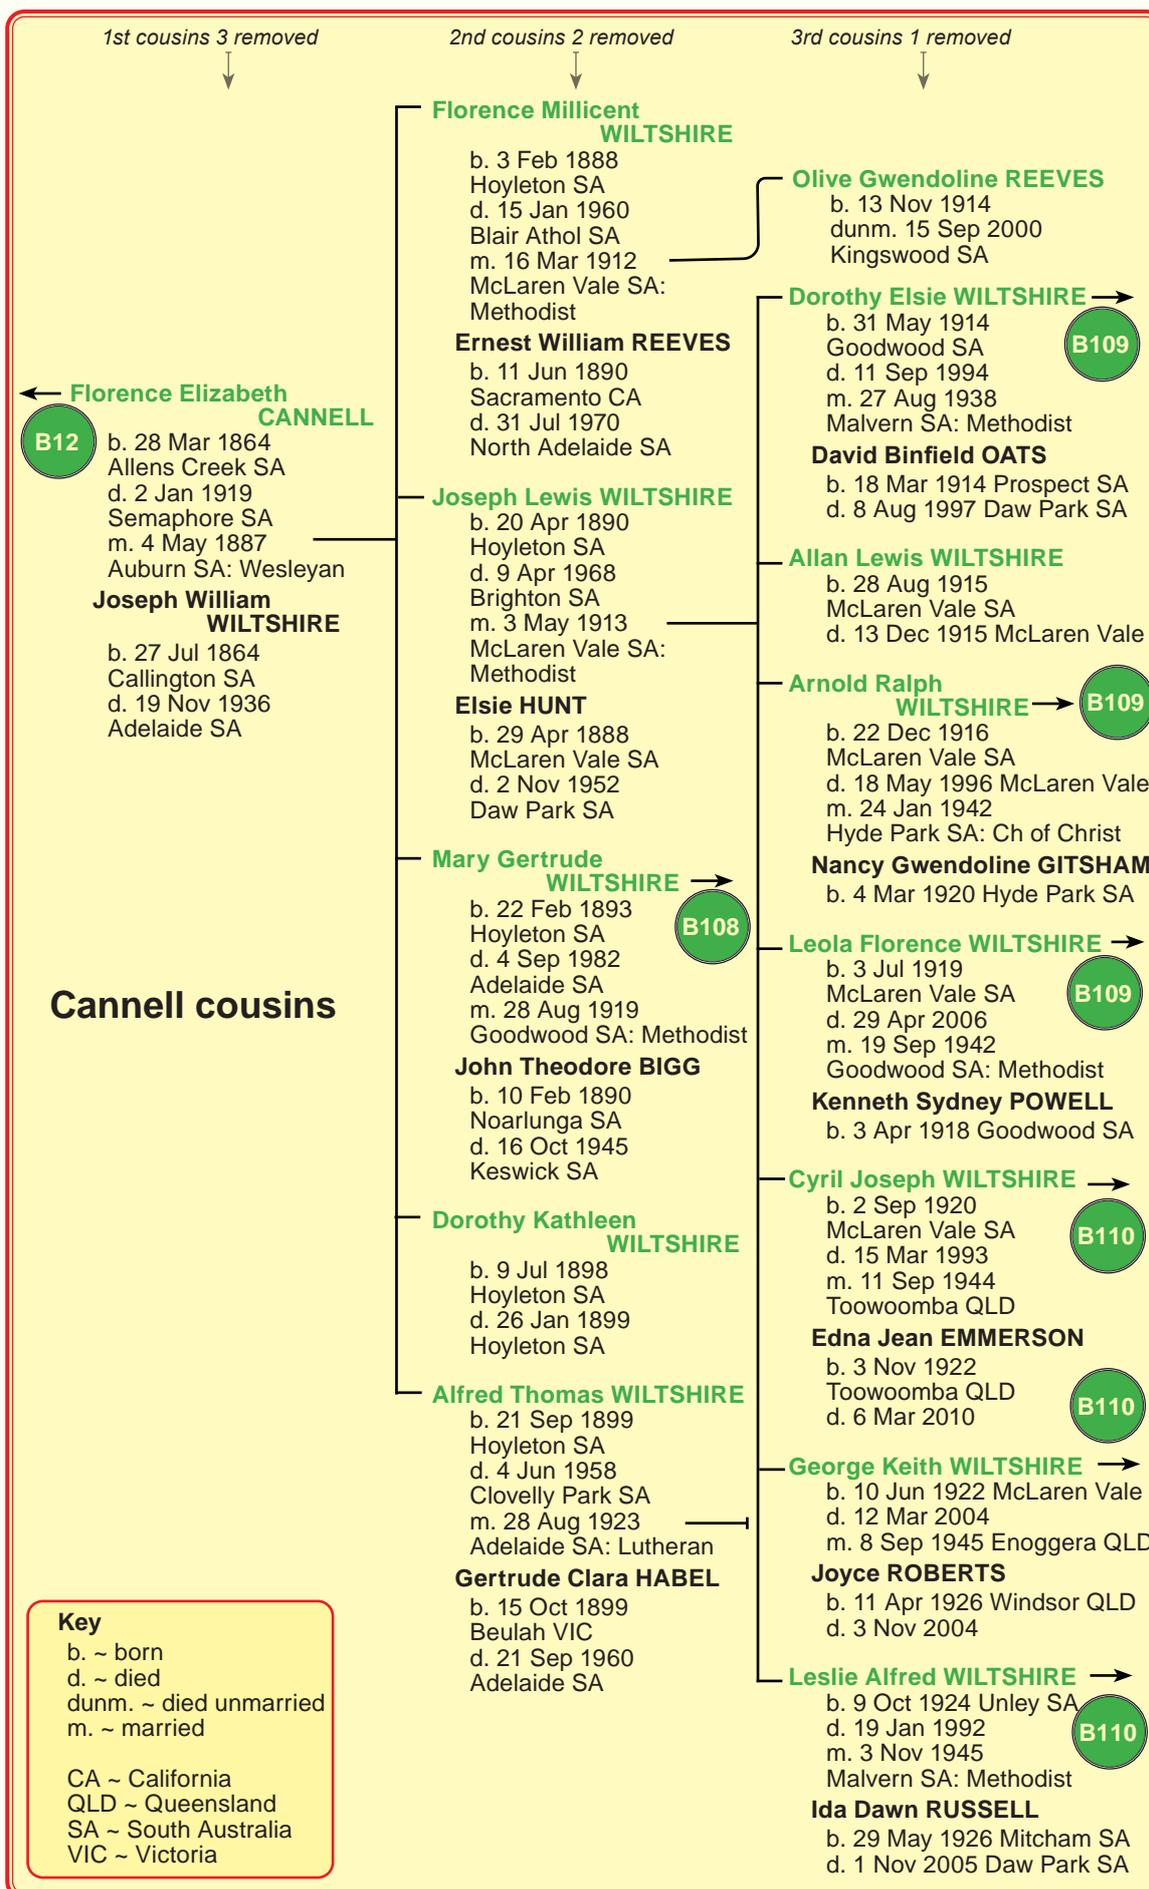 1st cousins 3 removed
2nd cousins 2 removed
3rd cousins 1 removed
Florence Elizabeth
CANNELL
B12
b. 28 Mar 1864
Allens Creek SA
d. 2 Jan 1919
Semaphore SA
m. 4 May 1887
Auburn SA: Wesleyan
Joseph William
WILTSHIRE
b. 27 Jul 1864
Callington SA
d. 19 Nov 1936
Adelaide SA
Cannell cousins
Key
b. ~ born
d. ~ died
dunm. ~ died unmarried
m. ~ married
CA ~ California
QLD ~ Queensland
SA ~ South Australia
VIC ~ Victoria
Florence Millicent
WILTSHIRE
b. 3 Feb 1888
Hoyleton SA
d. 15 Jan 1960
Blair Athol SA
m. 16 Mar 1912
McLaren Vale SA:
Methodist
Ernest William REEVES
b. 11 Jun 1890
Sacramento CA
d. 31 Jul 1970
North Adelaide SA
Joseph Lewis WILTSHIRE
b. 20 Apr 1890
Hoyleton SA
d. 9 Apr 1968
Brighton SA
m. 3 May 1913
McLaren Vale SA:
Methodist
Elsie HUNT
b. 29 Apr 1888
McLaren Vale SA
d. 2 Nov 1952
Daw Park SA
Mary Gertrude
WILTSHIRE
B108
b. 22 Feb 1893
Hoyleton SA
d. 4 Sep 1982
Adelaide SA
m. 28 Aug 1919
Goodwood SA: Methodist
John Theodore BIGG
b. 10 Feb 1890
Noarlunga SA
d. 16 Oct 1945
Keswick SA
Dorothy Kathleen
WILTSHIRE
b. 9 Jul 1898
Hoyleton SA
d. 26 Jan 1899
Hoyleton SA
Alfred Thomas WILTSHIRE
b. 21 Sep 1899
Hoyleton SA
d. 4 Jun 1958
Clovelly Park SA
m. 28 Aug 1923
Adelaide SA: Lutheran
Gertrude Clara HABEL
b. 15 Oct 1899
Beulah VIC
d. 21 Sep 1960
Adelaide SA
Olive Gwendoline REEVES
b. 13 Nov 1914
dunm. 15 Sep 2000
Kingswood SA
Dorothy Elsie WILTSHIRE
B109
b. 31 May 1914
Goodwood SA
d. 11 Sep 1994
m. 27 Aug 1938
Malvern SA: Methodist
David Binfield OATS
b. 18 Mar 1914 Prospect SA
d. 8 Aug 1997 Daw Park SA
Allan Lewis WILTSHIRE
b. 28 Aug 1915
McLaren Vale SA
d. 13 Dec 1915 McLaren Vale
Arnold Ralph
WILTSHIRE
B109
b. 22 Dec 1916
McLaren Vale SA
d. 18 May 1996 McLaren Vale
m. 24 Jan 1942
Hyde Park SA: Ch of Christ
Nancy Gwendoline GITSHAM
b. 4 Mar 1920 Hyde Park SA
Leola Florence WILTSHIRE
B109
b. 3 Jul 1919
McLaren Vale SA
d. 29 Apr 2006
m. 19 Sep 1942
Goodwood SA: Methodist
Kenneth Sydney POWELL
b. 3 Apr 1918 Goodwood SA
Cyril Joseph WILTSHIRE
B110
b. 2 Sep 1920
McLaren Vale SA
d. 15 Mar 1993
m. 11 Sep 1944
Toowoomba QLD
Edna Jean EMMERSON
b. 3 Nov 1922
Toowoomba QLD
d. 6 Mar 2010
B110
George Keith WILTSHIRE
b. 10 Jun 1922 McLaren Vale
d. 12 Mar 2004
m. 8 Sep 1945 Enoggera QLD
Joyce ROBERTS
b. 11 Apr 1926 Windsor QLD
d. 3 Nov 2004
Leslie Alfred WILTSHIRE
b. 9 Oct 1924 Unley SA
B110
d. 19 Jan 1992
m. 3 Nov 1945
Malvern SA: Methodist
Ida Dawn RUSSELL
b. 29 May 1926 Mitcham SA
d. 1 Nov 2005 Daw Park SA